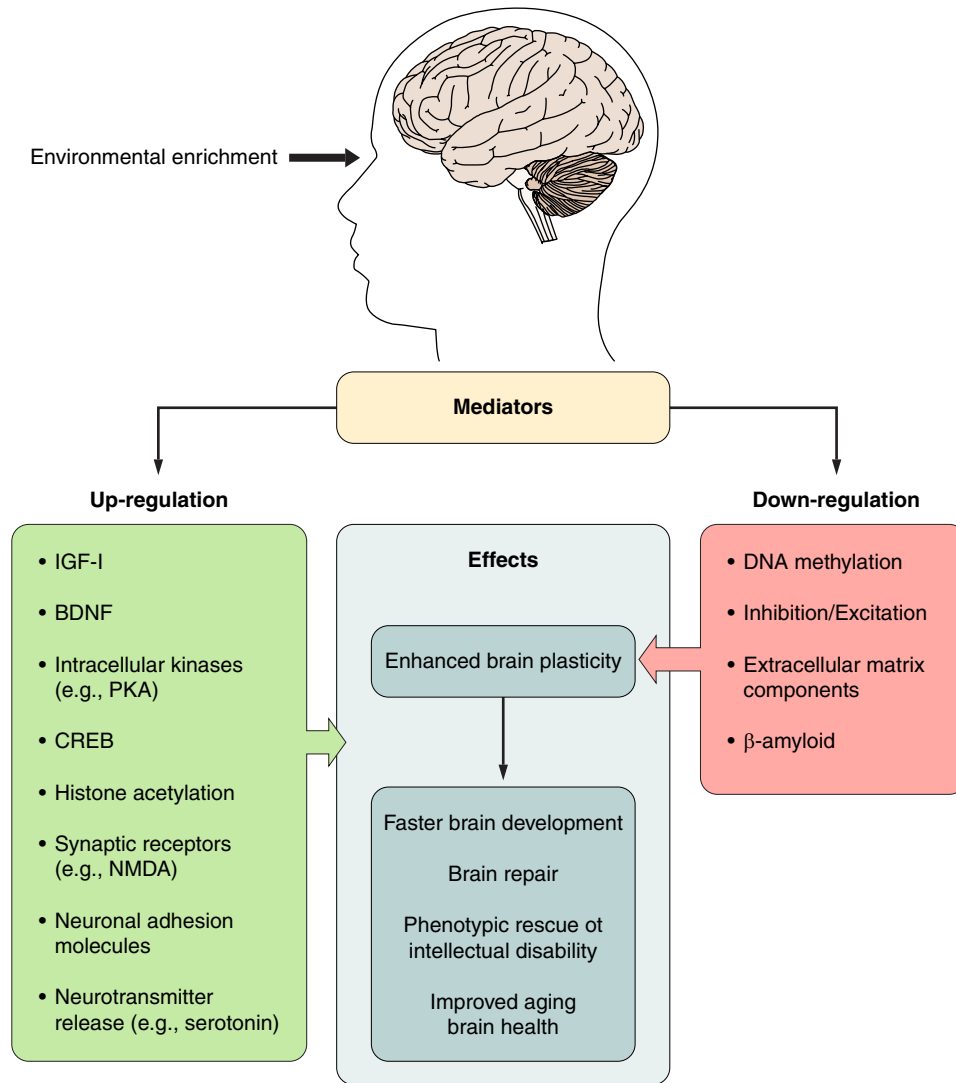 Environmental enrichment
Mediators
Up-regulation
• IGF-I
• BDNF
• Intracellular kinases
(e.g., PKA)
• CREB
• Histone acetylation
• Synaptic receptors
(e.g., NMDA)
• Neuronal adhesion
molecules
• Neurotransmitter
release (e.g., serotonin)
Effects
Enhanced brain plasticity
Faster brain development
Brain repair
Phenotypic rescue ot
intellectual disability
Improved aging
brain health
Down-regulation
• DNA methylation
• Inhibition/Excitation
• Extracellular matrix
components
• β-amyloid